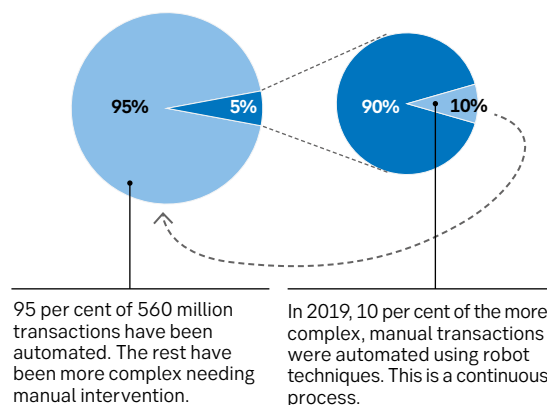 95%
5%
90%
10%
95 per cent of 560 million
transactions have been
automated. The rest have
been more complex needing
manual intervention.
In 2019, 10 per cent of the more
complex, manual transactions
were automated using robot
techniques. This is a continuous
process.